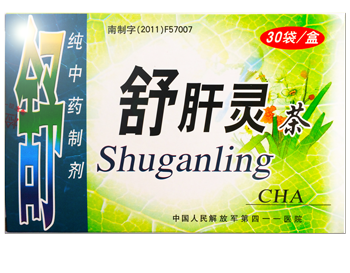 南制字(2011)F57007
30袋/盒
纯中药制剂
舒肝灵茶
Shuganling
CHA
中国人民解放军第四一一医院